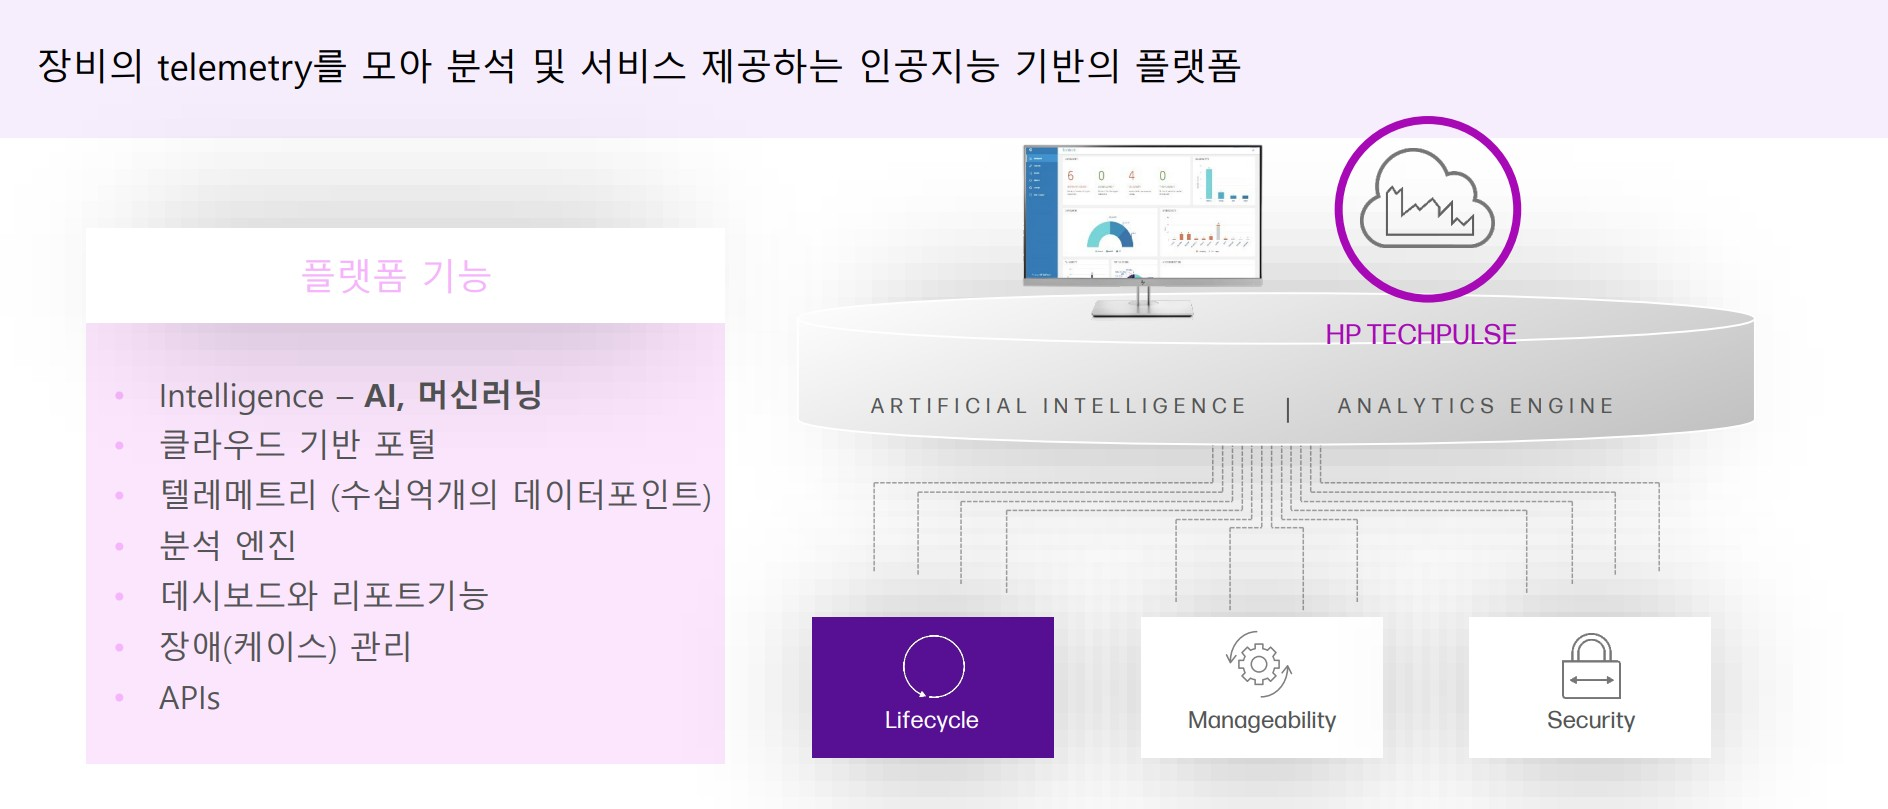 장비의 telemetry를 모아 분석 및 서비스 제공하는 인공지능 기반의 플랫폼
플랫폼 기능
• Intelligence – AI, 머신러닝
• 클라우드 기반 포털
• 텔레메트리 (수십억개의 데이터포인트)
• 분석 엔진
• 데시보드와 리포트기능
• 장애(케이스) 관리
• APIs
6 0 4 0
HP TECHPULSE
ARTIFICIAL INTELLIGENCE | ANALYTICS ENGINE
Lifecycle
Manageability
Security